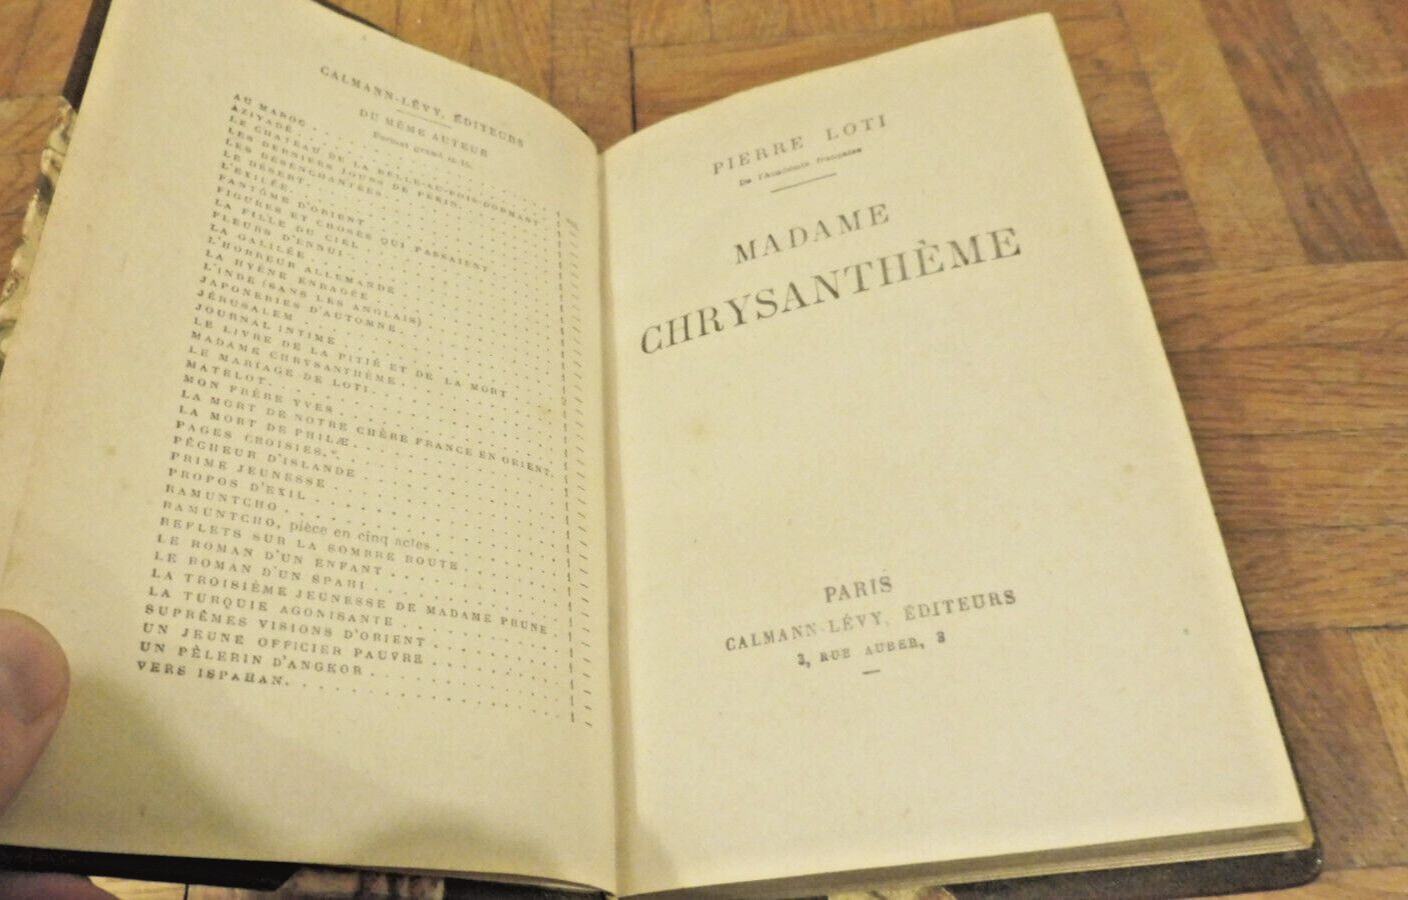 CALMANN-LÉVY, ÉDITEURS
DU MÊME AUTEUR
Format grand in-18.
AU MAROC
AZIYADÉ
LE CHATEAU DE LA BELLE-AU-BOIS-DORMANT
LES DERNIERS JOURS DE PÉKIN
LES DÉSENCHANTÉES
LE DÉSERT
L'EXILÉE
FANTÔME D'ORIENT
FIGURES ET CHOSES QUI PASSAIENT
LA FILLE DU CIEL
FLEURS D'ENNUI
LA GALILÉE
L'HORREUR ALLEMANDE
LA HYÈNE ENRAGÉE
L'INDE (SANS LES ANGLAIS)
JAPONERIES D'AUTOMNE
JÉRUSALEM
JOURNAL INTIME
LE LIVRE DE LA PITIÉ ET DE LA MORT
MADAME CHRYSANTHÈME
LE MARIAGE DE LOTI
MATELOT
MON FRÈRE YVES
LA MORT DE NOTRE CHÈRE FRANCE EN ORIENT
LA MORT DE PHILÆ
PAGES CHOISIES
PÊCHEUR D'ISLANDE
PRIME JEUNESSE
PROPOS D'EXIL
RAMUNTCHO
RAMUNTCHO, pièce en cinq actes
REFLETS SUR LA SOMBRE ROUTE
LE ROMAN D'UN ENFANT
LE ROMAN D'UN SPAHI
LA TROISIÈME JEUNESSE DE MADAME PRUNE
LA TURQUIE AGONISANTE
SUPRÊMES VISIONS D'ORIENT
UN JEUNE OFFICIER PAUVRE
UN PÈLERIN D'ANGKOR
VERS ISPAHAN
PIERRE LOTI
De l'Académie française
MADAME
CHRYSANTHÈME
PARIS
CALMANN-LÉVY, ÉDITEURS
3, RUE AUBER, 3